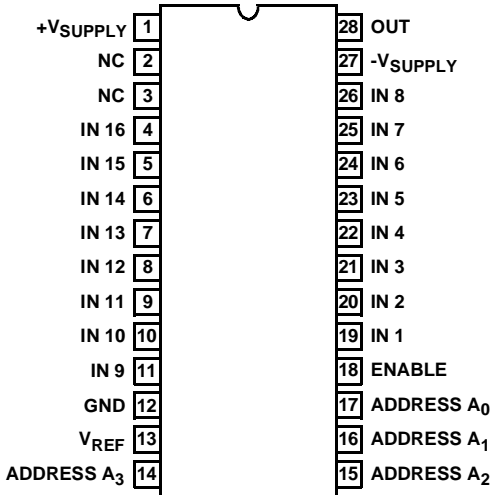 +VSUPPLY 1 28 OUT
NC 2 27 -VSUPPLY
NC 3 26 IN 8
IN 16 4 25 IN 7
IN 15 5 24 IN 6
IN 14 6 23 IN 5
IN 13 7 22 IN 4
IN 12 8 21 IN 3
IN 11 9 20 IN 2
IN 10 10 19 IN 1
IN 9 11 18 ENABLE
GND 12 17 ADDRESS A0
VREF 13 16 ADDRESS A1
ADDRESS A3 14 15 ADDRESS A2